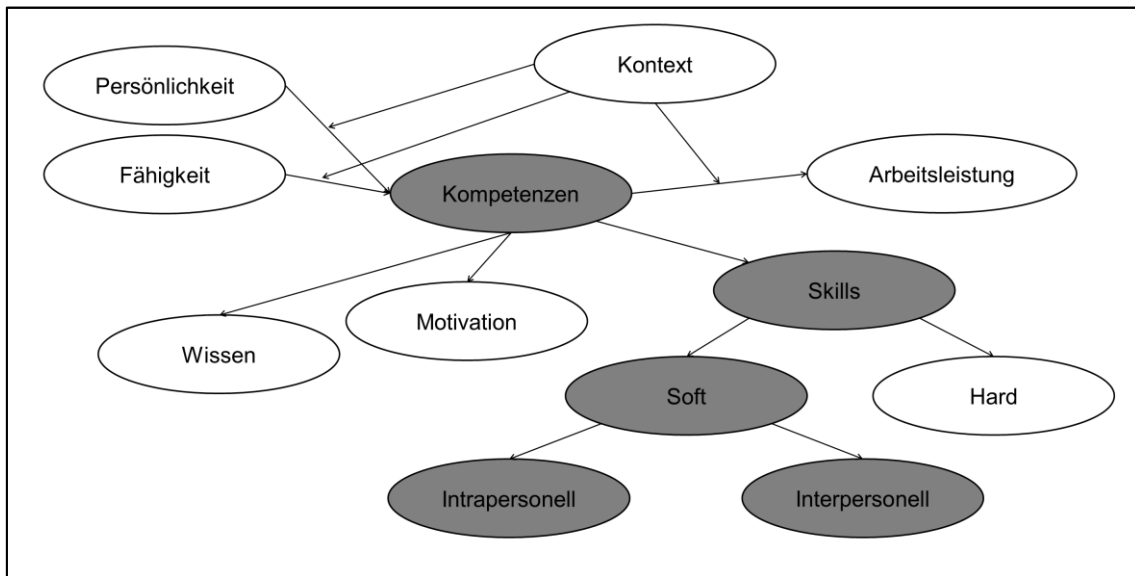 Kontext
Persönlichkeit
Fähigkeit
Arbeitsleistung
Kompetenzen
Skills
Motivation
Wissen
Soft
Hard
Intrapersonell
Interpersonell